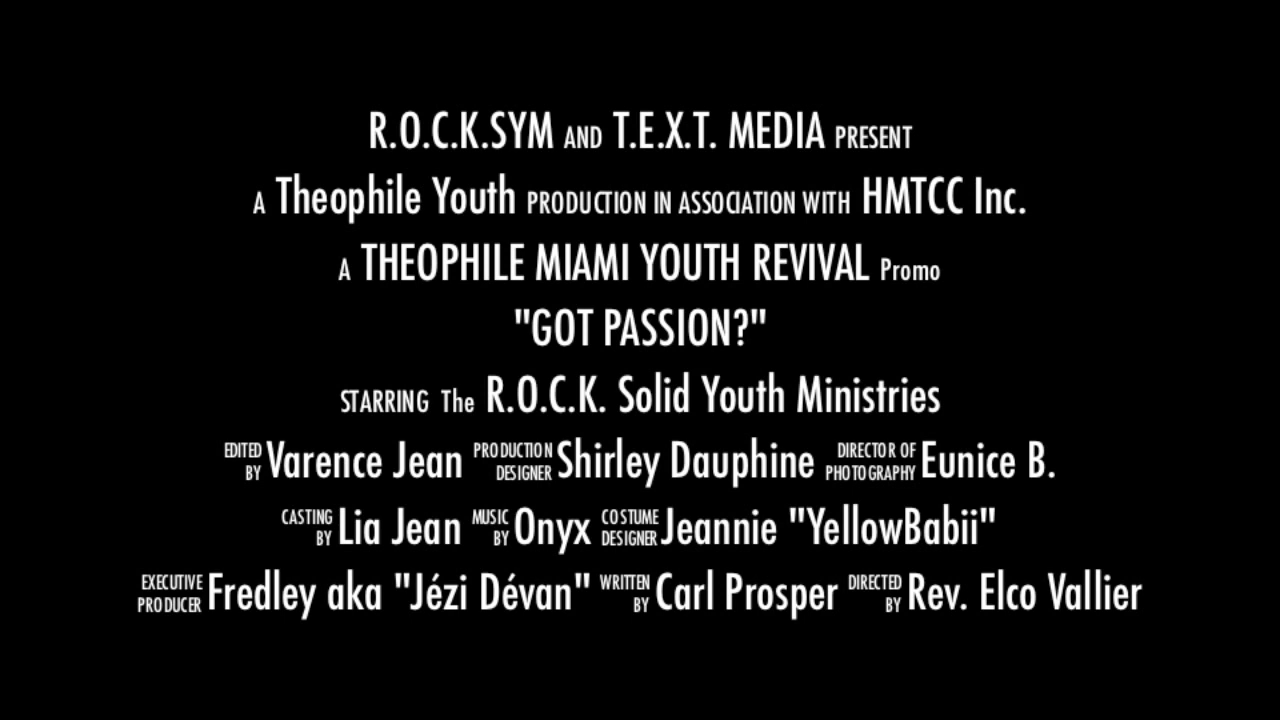 R.O.C.K.SYM AND T.E.X.T. MEDIA PRESENT
A Theophile Youth PRODUCTION IN ASSOCIATION WITH HMTCC Inc.
A THEOPHILE MIAMI YOUTH REVIVAL Promo
"GOT PASSION?"
STARRING The R.O.C.K. Solid Youth Ministries
EDITED BY Varence Jean PRODUCTION DESIGNER Shirley Dauphine DIRECTOR OF PHOTOGRAPHY Eunice B.
CASTING BY Lia Jean MUSIC BY Onyx COSTUME DESIGNER Jeannie "YellowBabii"
EXECUTIVE PRODUCER Fredley aka "Jézi Dévan" WRITTEN BY Carl Prosper DIRECTED BY Rev. Elco Vallier